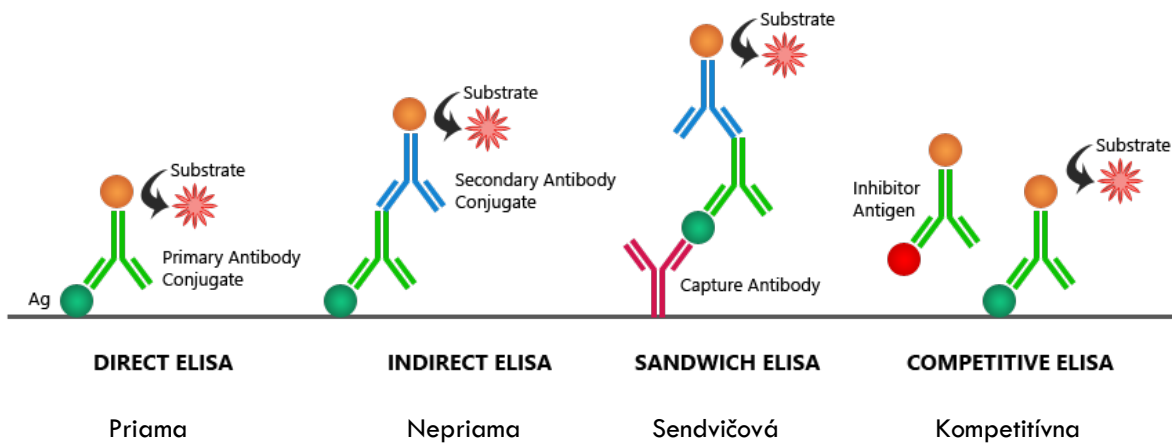 Substrate
Ag
Primary Antibody
Conjugate
DIRECT ELISA
Priama
Substrate
Secondary Antibody
Conjugate
INDIRECT ELISA
Nepriama
Substrate
Capture Antibody
SANDWICH ELISA
Sendvičová
Inhibitor
Antigen
Substrate
COMPETITIVE ELISA
Kompetitívna